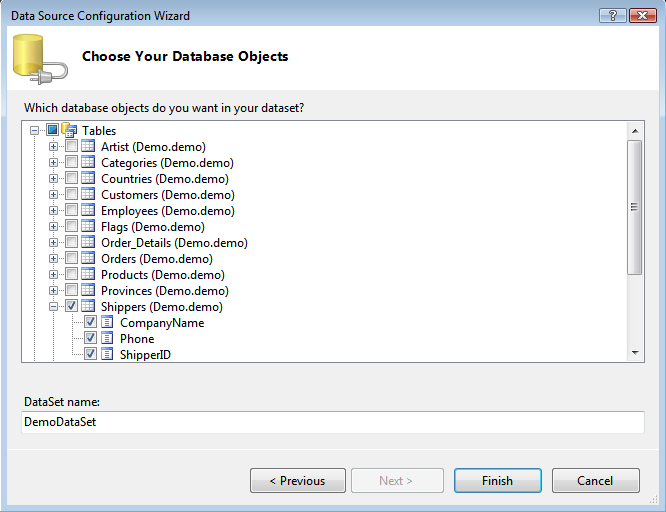 Data Source Configuration Wizard
Choose Your Database Objects
Which database objects do you want in your dataset?
Tables
Artist (Demo.demo)
Categories (Demo.demo)
Countries (Demo.demo)
Customers (Demo.demo)
Employees (Demo.demo)
Flags (Demo.demo)
Order_Details (Demo.demo)
Orders (Demo.demo)
Products (Demo.demo)
Provinces (Demo.demo)
Shippers (Demo.demo)
CompanyName
Phone
ShipperID
DataSet name:
DemoDataSet
< Previous Next > Finish Cancel